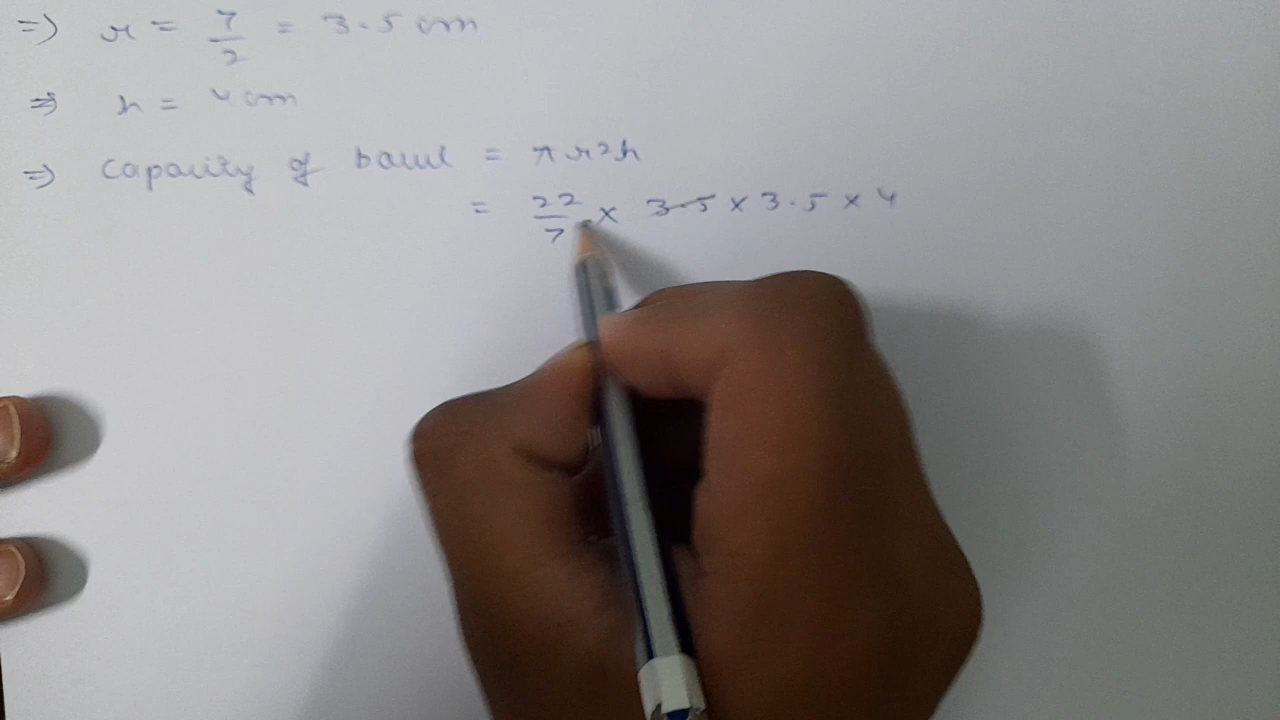 => r = 7/2 = 3.5 cm
=> h = 4 cm
=> Capacity of bowl = πr²h
= 22/7 × 3.5 × 3.5 × 4